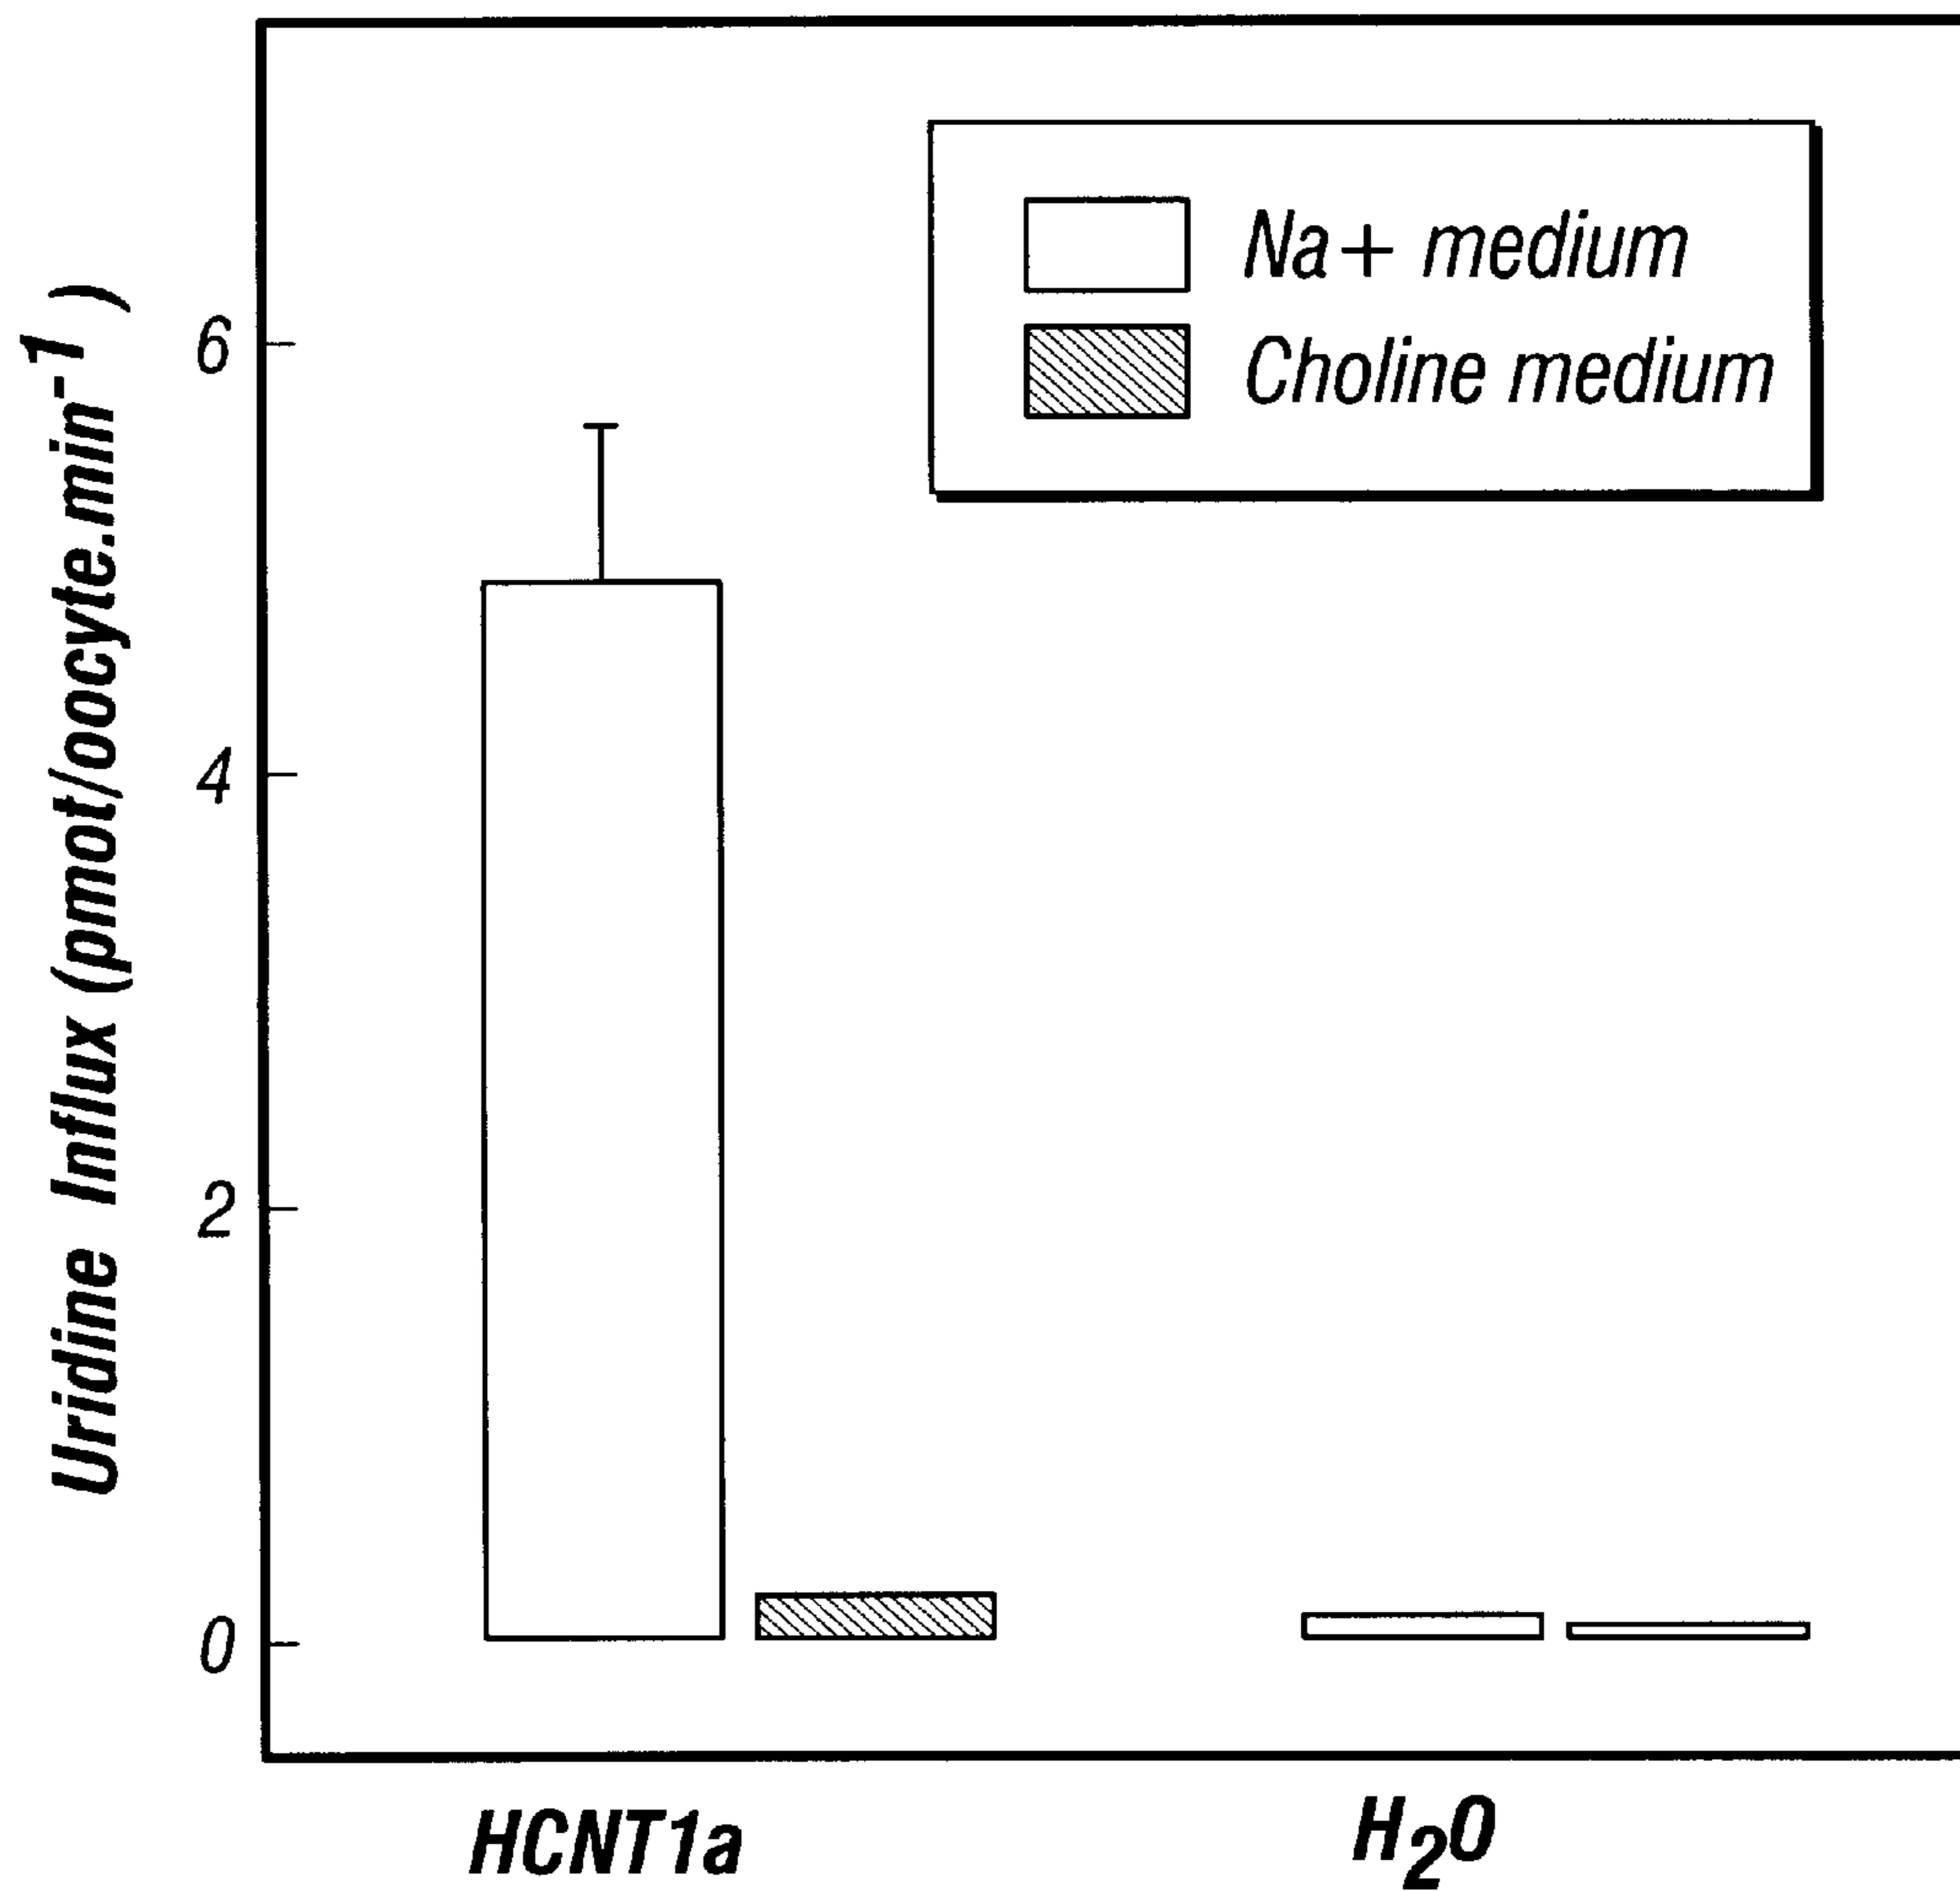 Uridine Influx (pmot/oocyte.min-1 )
6
4
2
0
Na+ medium
Choline medium
HCNT1a
H2O